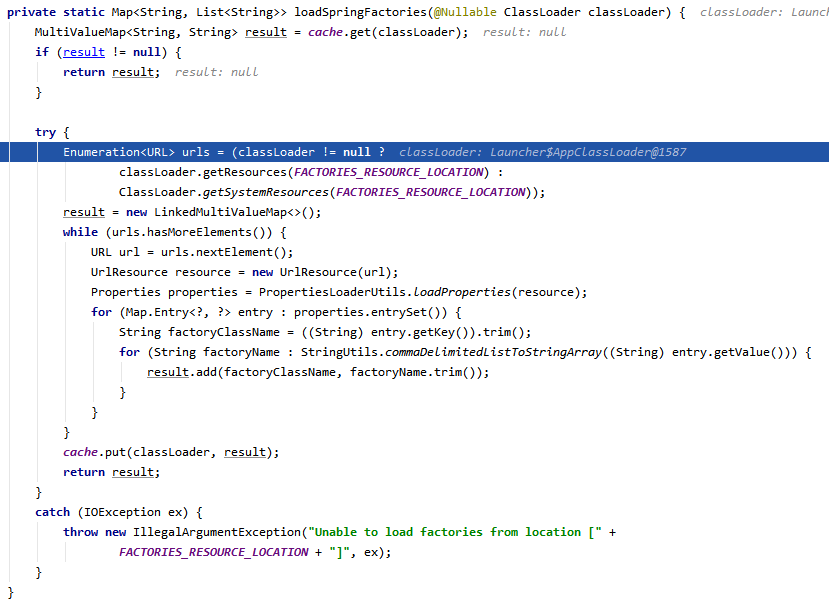 private static Map<String, List<String>> loadSpringFactories(@Nullable ClassLoader classLoader) {  classLoader: Launch
    MultiValueMap<String, String> result = cache.get(classLoader);  result: null
    if (result != null) {
        return result;  result: null
    }

    try {
        Enumeration<URL> urls = (classLoader != null ?  classLoader: Launcher$AppClassLoader@1587
                classLoader.getResources(FACTORIES_RESOURCE_LOCATION) :
                ClassLoader.getSystemResources(FACTORIES_RESOURCE_LOCATION));
        result = new LinkedMultiValueMap<>();
        while (urls.hasMoreElements()) {
            URL url = urls.nextElement();
            UrlResource resource = new UrlResource(url);
            Properties properties = PropertiesLoaderUtils.loadProperties(resource);
            for (Map.Entry<?, ?> entry : properties.entrySet()) {
                String factoryClassName = ((String) entry.getKey()).trim();
                for (String factoryName : StringUtils.commaDelimitedListToStringArray((String) entry.getValue())) {
                    result.add(factoryClassName, factoryName.trim());
                }
            }
        }
        cache.put(classLoader, result);
        return result;
    }
    catch (IOException ex) {
        throw new IllegalArgumentException("Unable to load factories from location [" +
                FACTORIES_RESOURCE_LOCATION + "]", ex);
    }
}